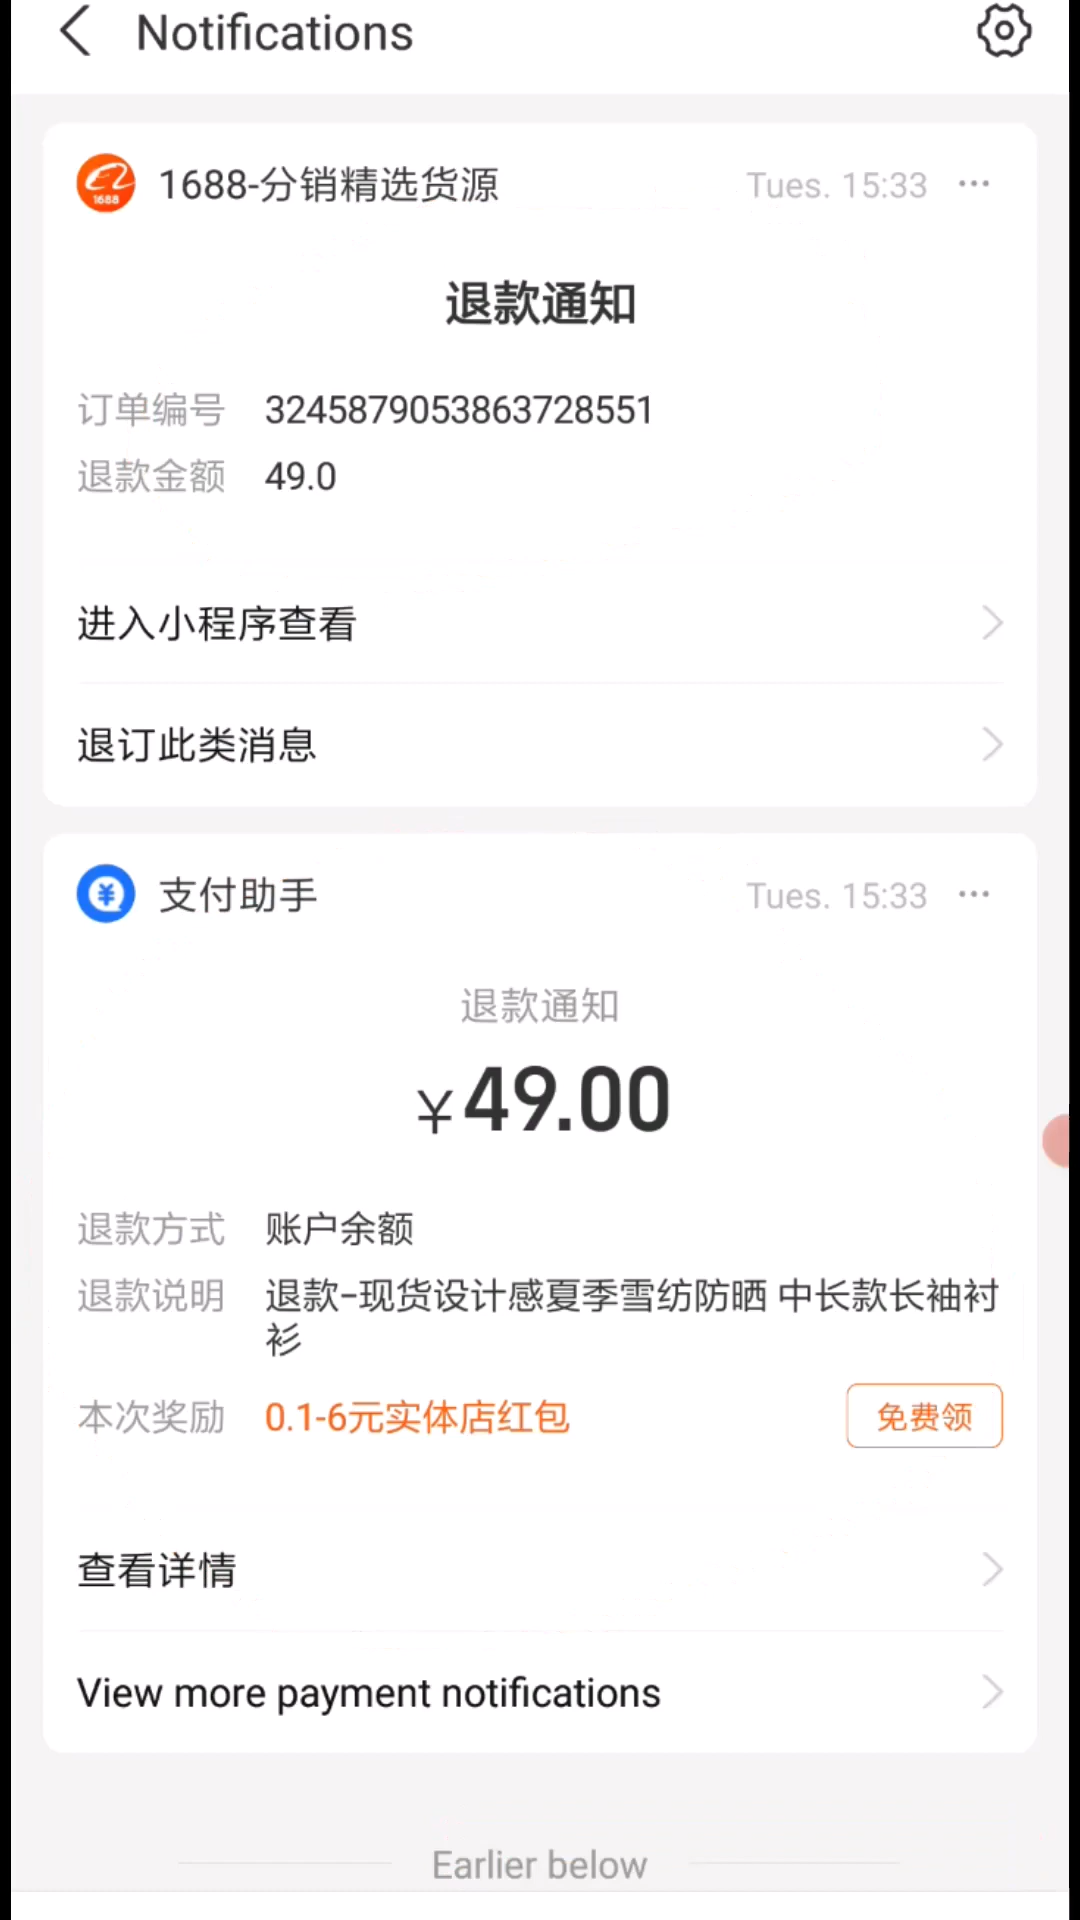 Notifications
1688
1688-分销精选货源
Tues. 15:33
退款通知
订单编号 3245879053863728551
退款金额 49.0
进入小程序查看
退订此类消息
支付助手
Tues. 15:33
退款通知
¥49.00
退款方式 账户余额
退款说明 退款-现货设计感夏季雪纺防晒 中长款长袖衬
衫
本次奖励 0.1-6元实体店红包 免费领
查看详情
View more payment notifications
Earlier below